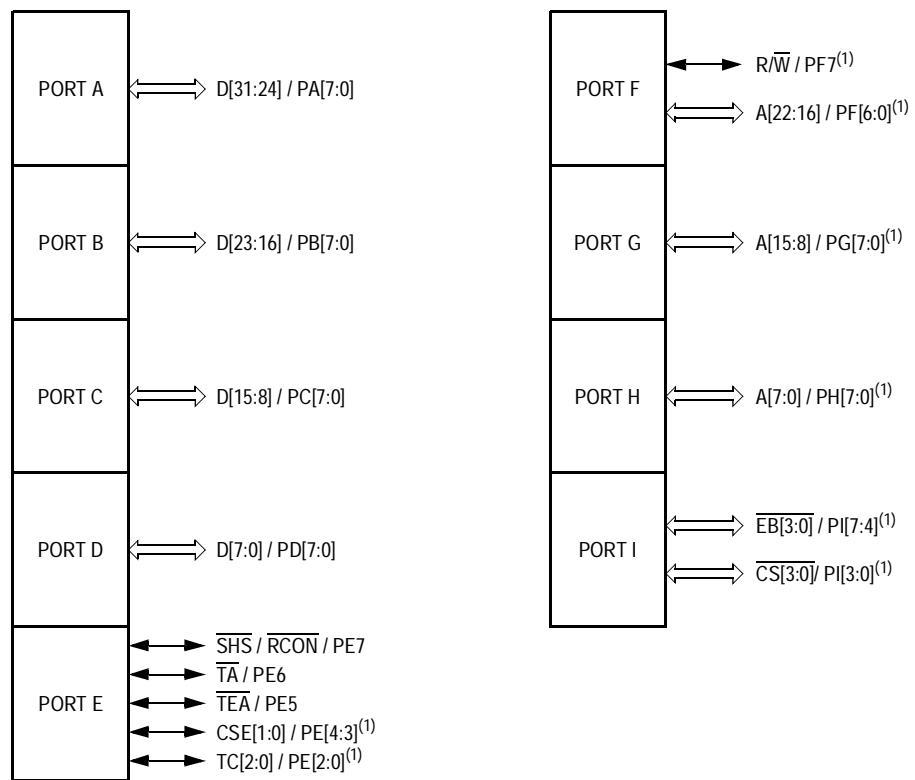 PORT A
D[31:24] / PA[7:0]
PORT B
D[23:16] / PB[7:0]
PORT C
D[15:8] / PC[7:0]
PORT D
D[7:0] / PD[7:0]
PORT E
SHS / RCON / PE7
TA / PE6
TEA / PE5
CSE[1:0] / PE[4:3](1)
TC[2:0] / PE[2:0](1)
PORT F
R/W / PF7(1)
A[22:16] / PF[6:0](1)
PORT G
A[15:8] / PG[7:0](1)
PORT H
A[7:0] / PH[7:0](1)
PORT I
EB[3:0] / PI[7:4](1)
CS[3:0]/ PI[3:0](1)